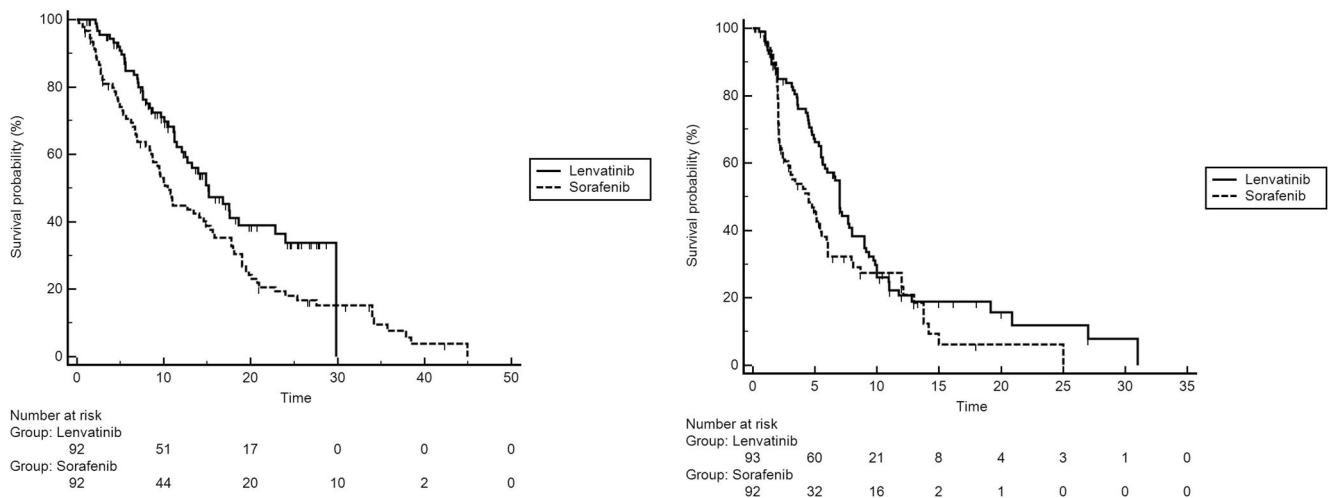 100
80
60
40
20
0
Survival probability (%)
0 10 20 30 40 50
Time
Lenvatinib
Sorafenib
Number at risk
Group: Lenvatinib
92 51 17 0 0 0
Group: Sorafenib
92 44 20 10 2 0
100
80
60
40
20
0
Survival probability (%)
0 5 10 15 20 25 30 35
Time
Lenvatinib
Sorafenib
Number at risk
Group: Lenvatinib
93 60 21 8 4 3 1 0
Group: Sorafenib
92 32 16 2 1 0 0 0